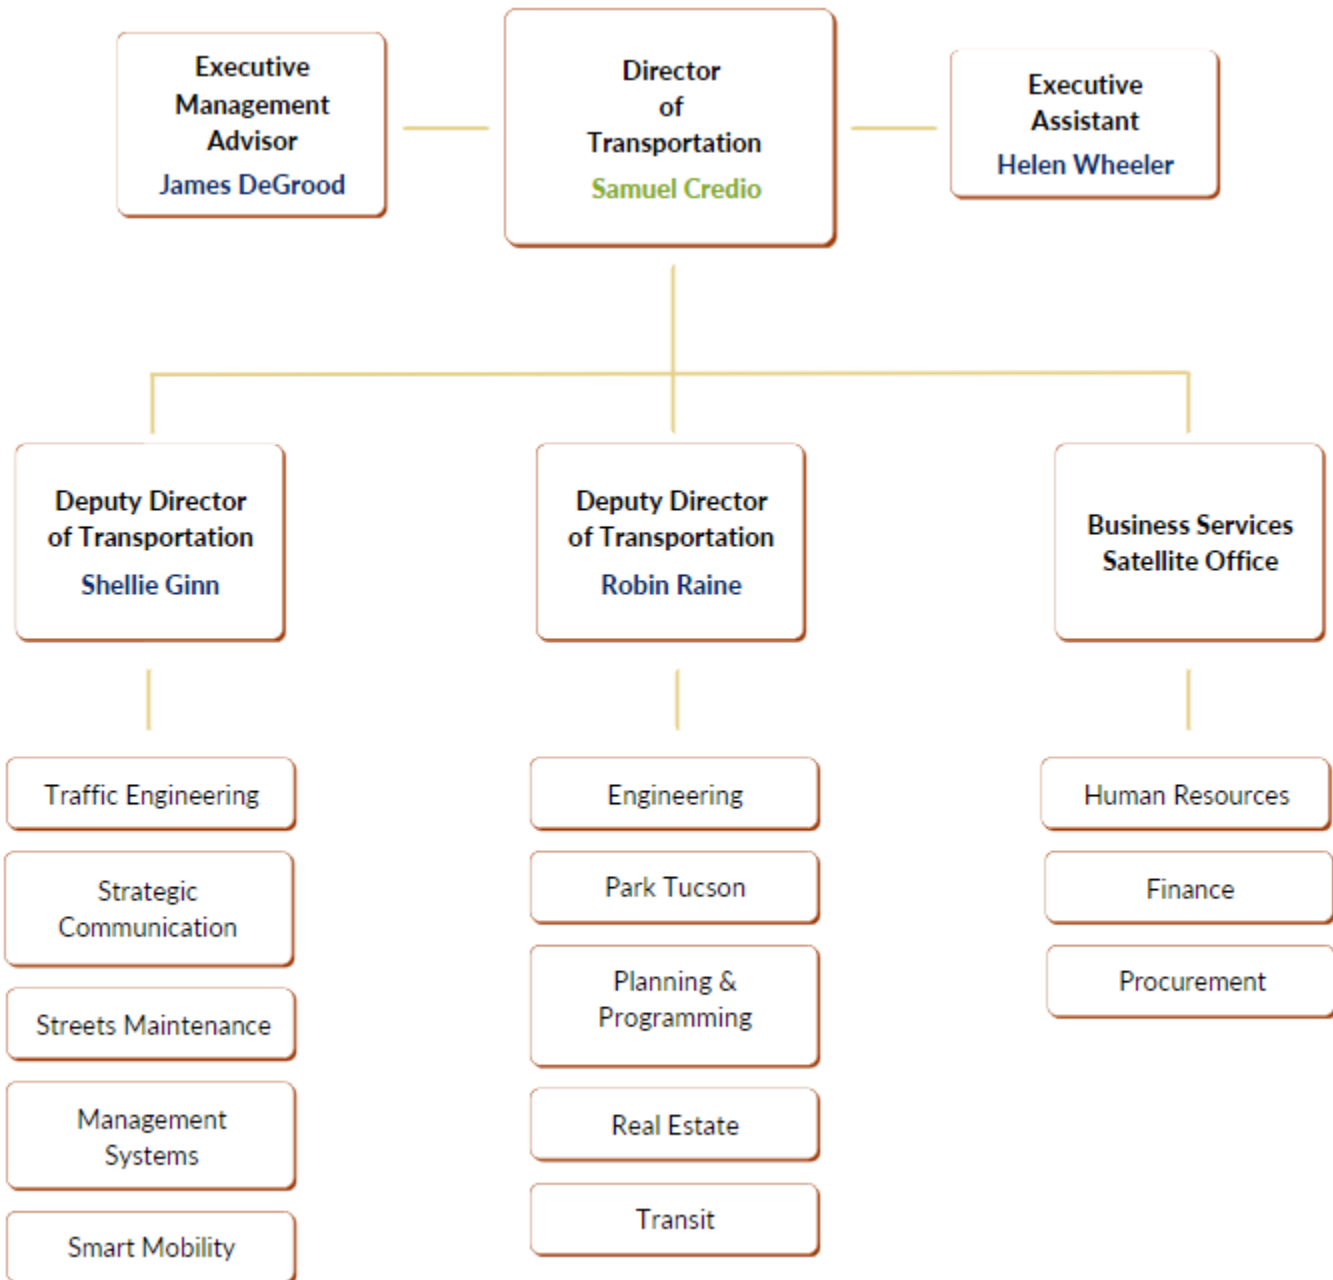 Executive
Management
Advisor
James DeGrood
Director
of
Transportation
Samuel Credio
Executive
Assistant
Helen Wheeler
Deputy Director
of Transportation
Shellie Ginn
Deputy Director
of Transportation
Robin Raine
Business Services
Satellite Office
Traffic Engineering
Strategic
Communication
Streets Maintenance
Management
Systems
Smart Mobility
Engineering
Park Tucson
Planning &
Programming
Real Estate
Transit
Human Resources
Finance
Procurement